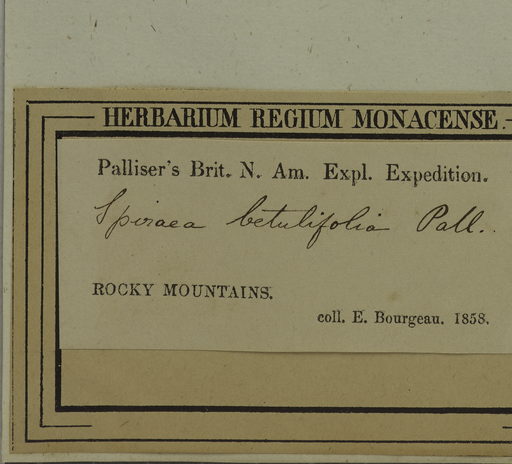 HERBARIUM REGIUM MONACENSE.
Palliser's Brit. N. Am. Expl. Expedition.
Spiraea betulifolia Pall.
ROCKY MOUNTAINS.
coll. E. Bourgeau. 1858.